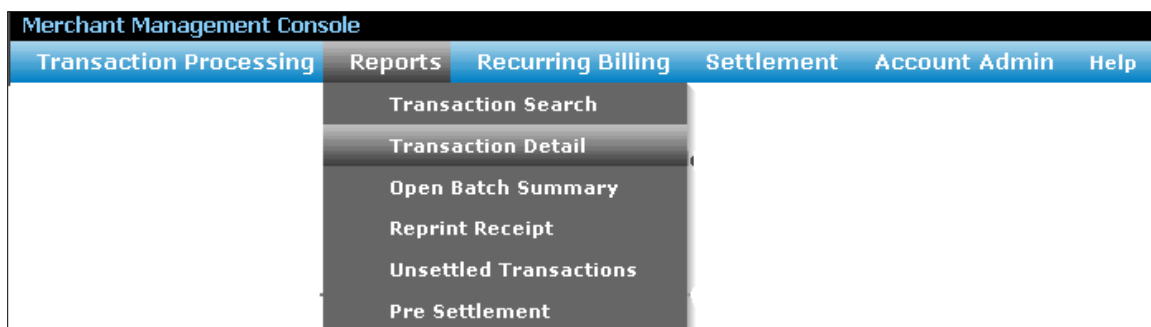 Merchant Management Console
Transaction Processing Reports Recurring Billing Settlement Account Admin Help
Transaction Search
Transaction Detail
Open Batch Summary
Reprint Receipt
Unsettled Transactions
Pre Settlement